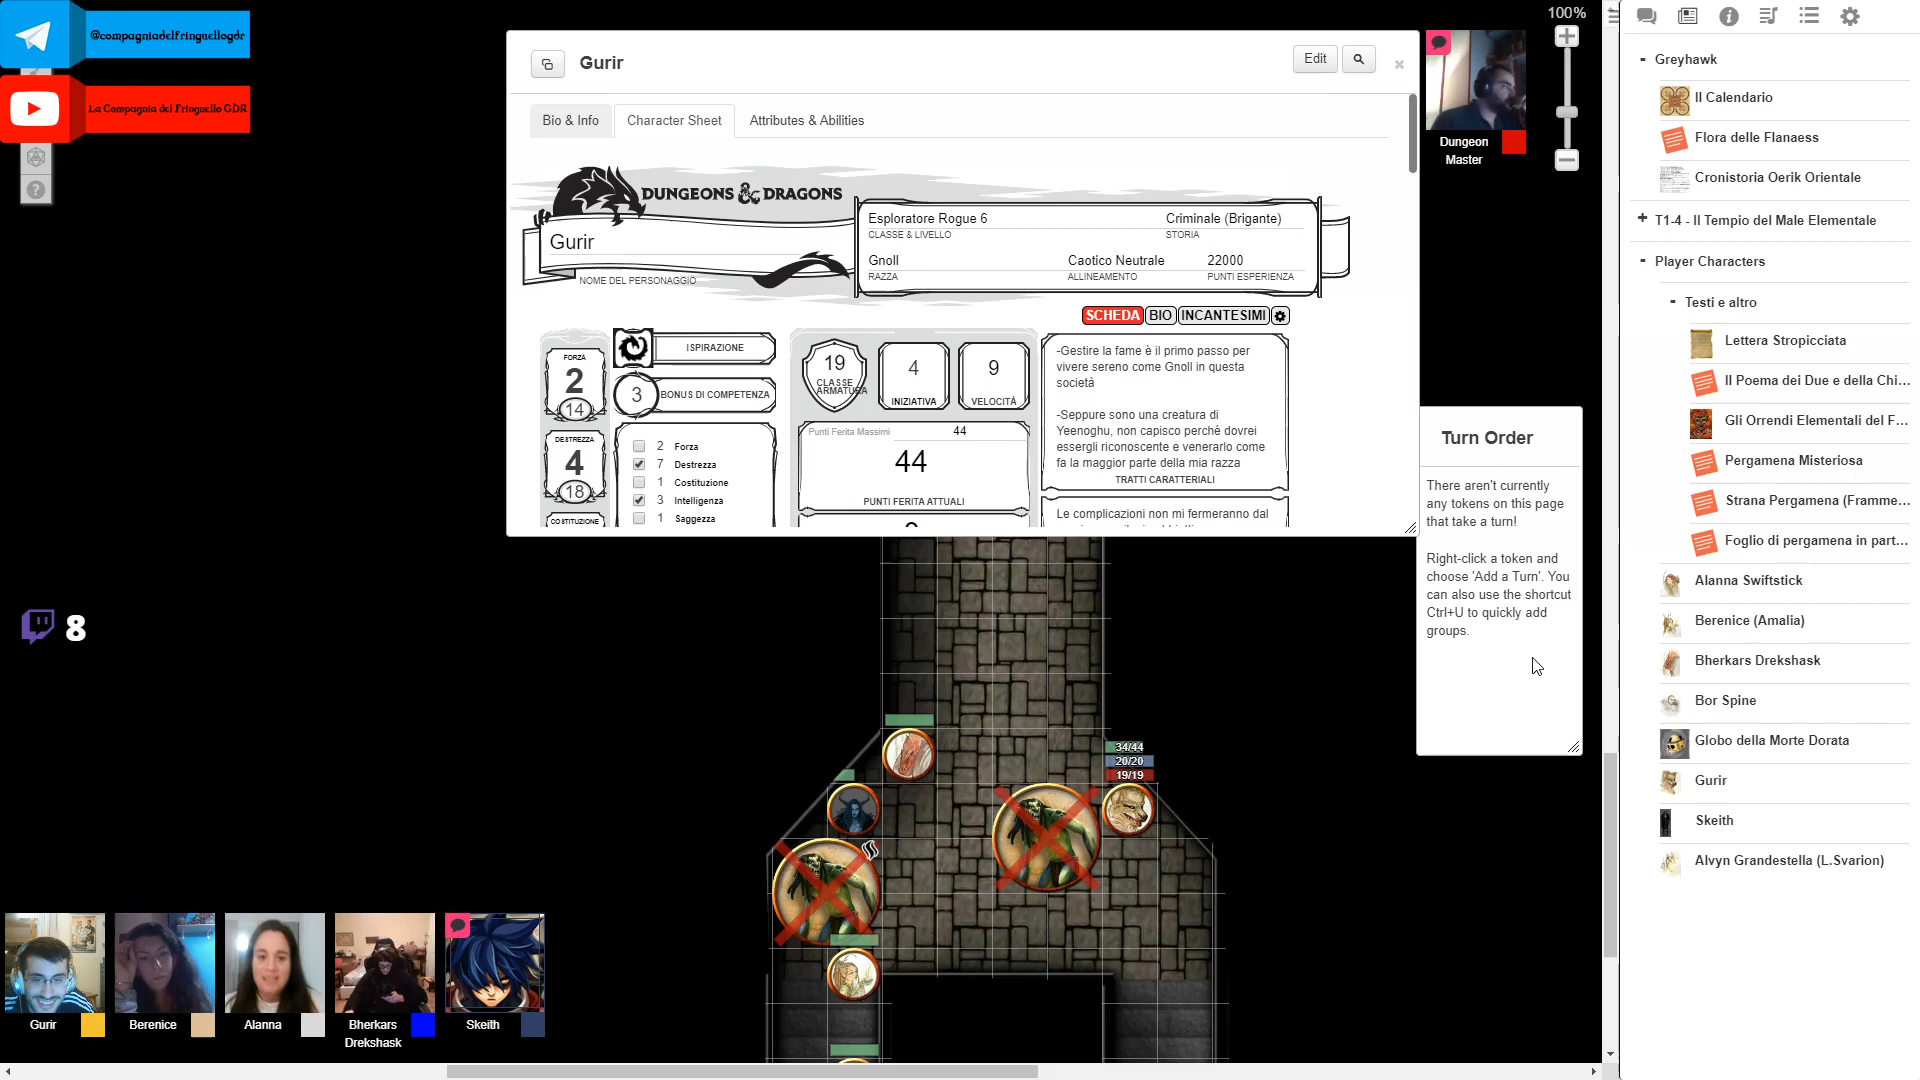 @compagniadelfringuellogdr
La Compagnia del Fringuello GDR
8
Gurir
Edit
Bio & Info
Character Sheet
Attributes & Abilities
DUNGEONS & DRAGONS
Gurir
NOME DEL PERSONAGGIO
Esploratore Rogue 6
Criminale (Brigante)
CLASSE & LIVELLO
STORIA
Gnoll
Caotico Neutrale
22000
RAZZA
ALLINEAMENTO
PUNTI ESPERIENZA
SCHEDA
BIO
INCANTESIMI
FORZA
2
14
DESTREZZA
4
18
COSTITUZIONE
ISPIRAZIONE
3
BONUS DI COMPETENZA
2 Forza
7 Destrezza
1 Costituzione
3 Intelligenza
1 Saggezza
19
CLASSE
ARMATURA
4
INIZIATIVA
9
VELOCITÀ
Punti Ferita Massimi
44
44
PUNTI FERITA ATTUALI
-Gestire la fame è il primo passo per
vivere sereno come Gnoll in questa
società
-Seppure sono una creatura di
Yeenoghu, non capisco perché dovrei
essergli riconoscente e venerarlo come
fa la maggior parte della mia razza
TRATTI CARATTERIALI
Le complicazioni non mi fermeranno dal
100%
Dungeon
Master
Turn Order
There aren't currently
any tokens on this page
that take a turn!
Right-click a token and
choose 'Add a Turn'. You
can also use the shortcut
Ctrl+U to quickly add
groups.
34/44
20/20
19/19
Gurir
Berenice
Alanna
Bherkars
Drekshask
Skeith
Greyhawk
Il Calendario
Flora delle Flanaess
Cronistoria Oerik Orientale
T1-4 - Il Tempio del Male Elementale
Player Characters
Testi e altro
Lettera Stropicciata
Il Poema dei Due e della Chi...
Gli Orrendi Elementali del F...
Pergamena Misteriosa
Strana Pergamena (Framme...
Foglio di pergamena in part...
Alanna Swiftstick
Berenice (Amalia)
Bherkars Drekshask
Bor Spine
Globo della Morte Dorata
Gurir
Skeith
Alvyn Grandestella (L.Svarion)